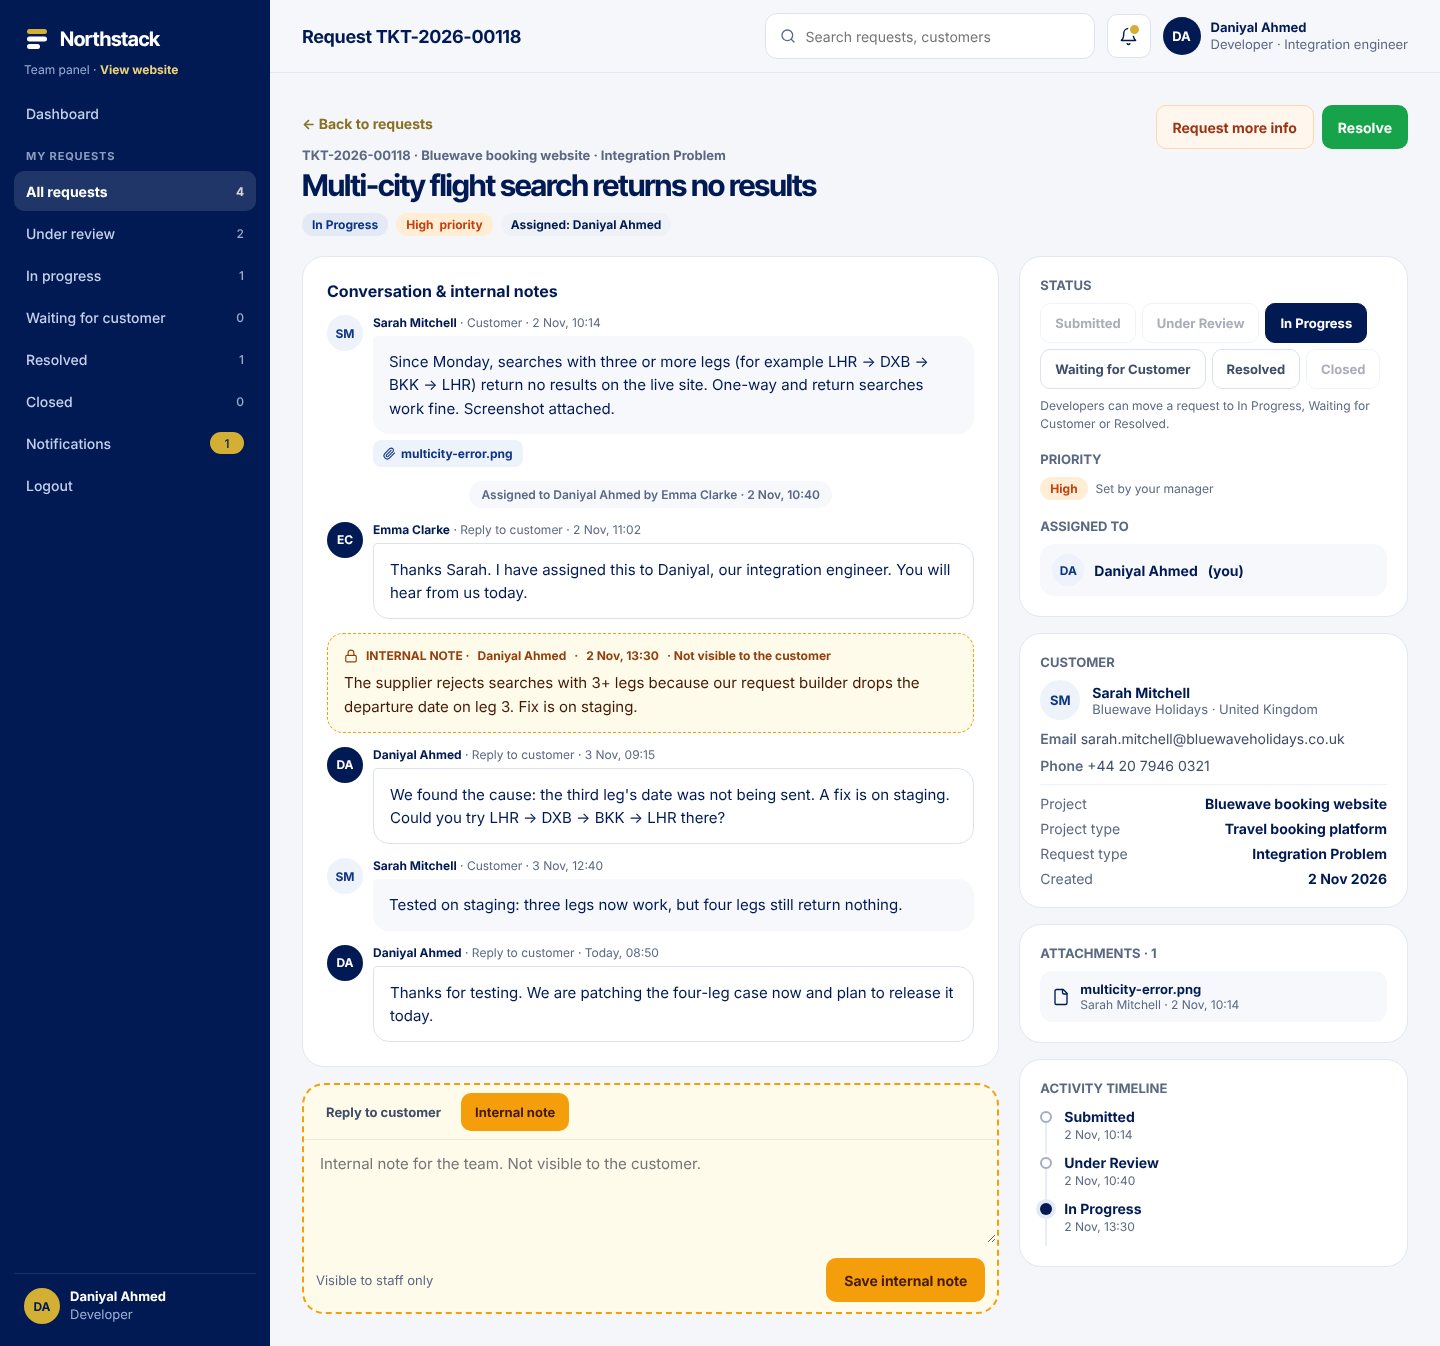 Northstack
Team panel · View website
Dashboard
MY REQUESTS
All requests 4
Under review 2
In progress 1
Waiting for customer 0
Resolved 1
Closed 0
Notifications 1
Logout
DA
Daniyal Ahmed
Developer
Request TKT-2026-00118
Search requests, customers
DA
Daniyal Ahmed
Developer · Integration engineer
← Back to requests
TKT-2026-00118 · Bluewave booking website · Integration Problem
Multi-city flight search returns no results
In Progress High priority Assigned: Daniyal Ahmed
Request more info Resolve
Conversation & internal notes
SM
Sarah Mitchell · Customer · 2 Nov, 10:14
Since Monday, searches with three or more legs (for example LHR → DXB →
BKK → LHR) return no results on the live site. One-way and return searches
work fine. Screenshot attached.
multicity-error.png
Assigned to Daniyal Ahmed by Emma Clarke · 2 Nov, 10:40
EC
Emma Clarke · Reply to customer · 2 Nov, 11:02
Thanks Sarah. I have assigned this to Daniyal, our integration engineer. You will
hear from us today.
INTERNAL NOTE · Daniyal Ahmed · 2 Nov, 13:30 · Not visible to the customer
The supplier rejects searches with 3+ legs because our request builder drops the
departure date on leg 3. Fix is on staging.
DA
Daniyal Ahmed · Reply to customer · 3 Nov, 09:15
We found the cause: the third leg's date was not being sent. A fix is on staging.
Could you try LHR → DXB → BKK → LHR there?
SM
Sarah Mitchell · Customer · 3 Nov, 12:40
Tested on staging: three legs now work, but four legs still return nothing.
DA
Daniyal Ahmed · Reply to customer · Today, 08:50
Thanks for testing. We are patching the four-leg case now and plan to release it
today.
Reply to customer Internal note
Internal note for the team. Not visible to the customer.
Visible to staff only
Save internal note
STATUS
Submitted Under Review In Progress
Waiting for Customer Resolved Closed
Developers can move a request to In Progress, Waiting for
Customer or Resolved.
PRIORITY
High Set by your manager
ASSIGNED TO
DA Daniyal Ahmed (you)
CUSTOMER
SM
Sarah Mitchell
Bluewave Holidays · United Kingdom
Email sarah.mitchell@bluewaveholidays.co.uk
Phone +44 20 7946 0321
Project Bluewave booking website
Project type Travel booking platform
Request type Integration Problem
Created 2 Nov 2026
ATTACHMENTS · 1
multicity-error.png
Sarah Mitchell · 2 Nov, 10:14
ACTIVITY TIMELINE
Submitted
2 Nov, 10:14
Under Review
2 Nov, 10:40
In Progress
2 Nov, 13:30